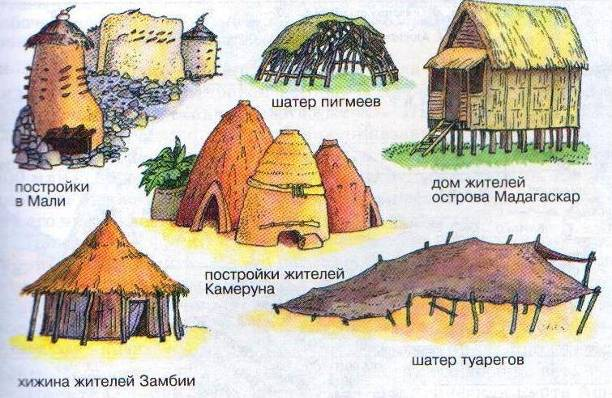 шатер пигмеев
постройки
в Мали
дом жителей
острова Мадагаскар
постройки жителей
Камеруна
шатер туарегов
хижина жителей Замбии